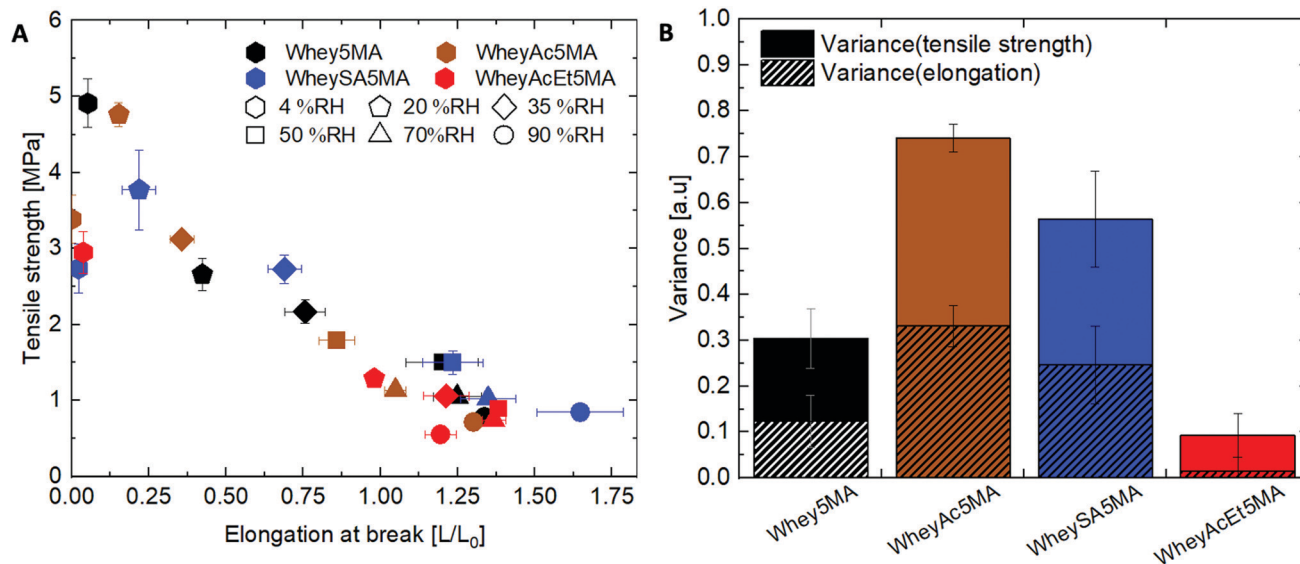 A
Tensile strength [MPa]
6
5
4
3
2
1
0
Whey5MA WheyAc5MA
WheySA5MA WheyAcEt5MA
4 %RH 20 %RH 35 %RH
50 %RH 70%RH 90 %RH
0.00 0.25 0.50 0.75 1.00 1.25 1.50 1.75
Elongation at break [L/L₀]
B
Variance [a.u]
1.0
0.9
0.8
0.7
0.6
0.5
0.4
0.3
0.2
0.1
0.0
Variance(tensile strength)
Variance(elongation)
Whey5MA
WheyAc5MA
WheySA5MA
WheyAcEt5MA